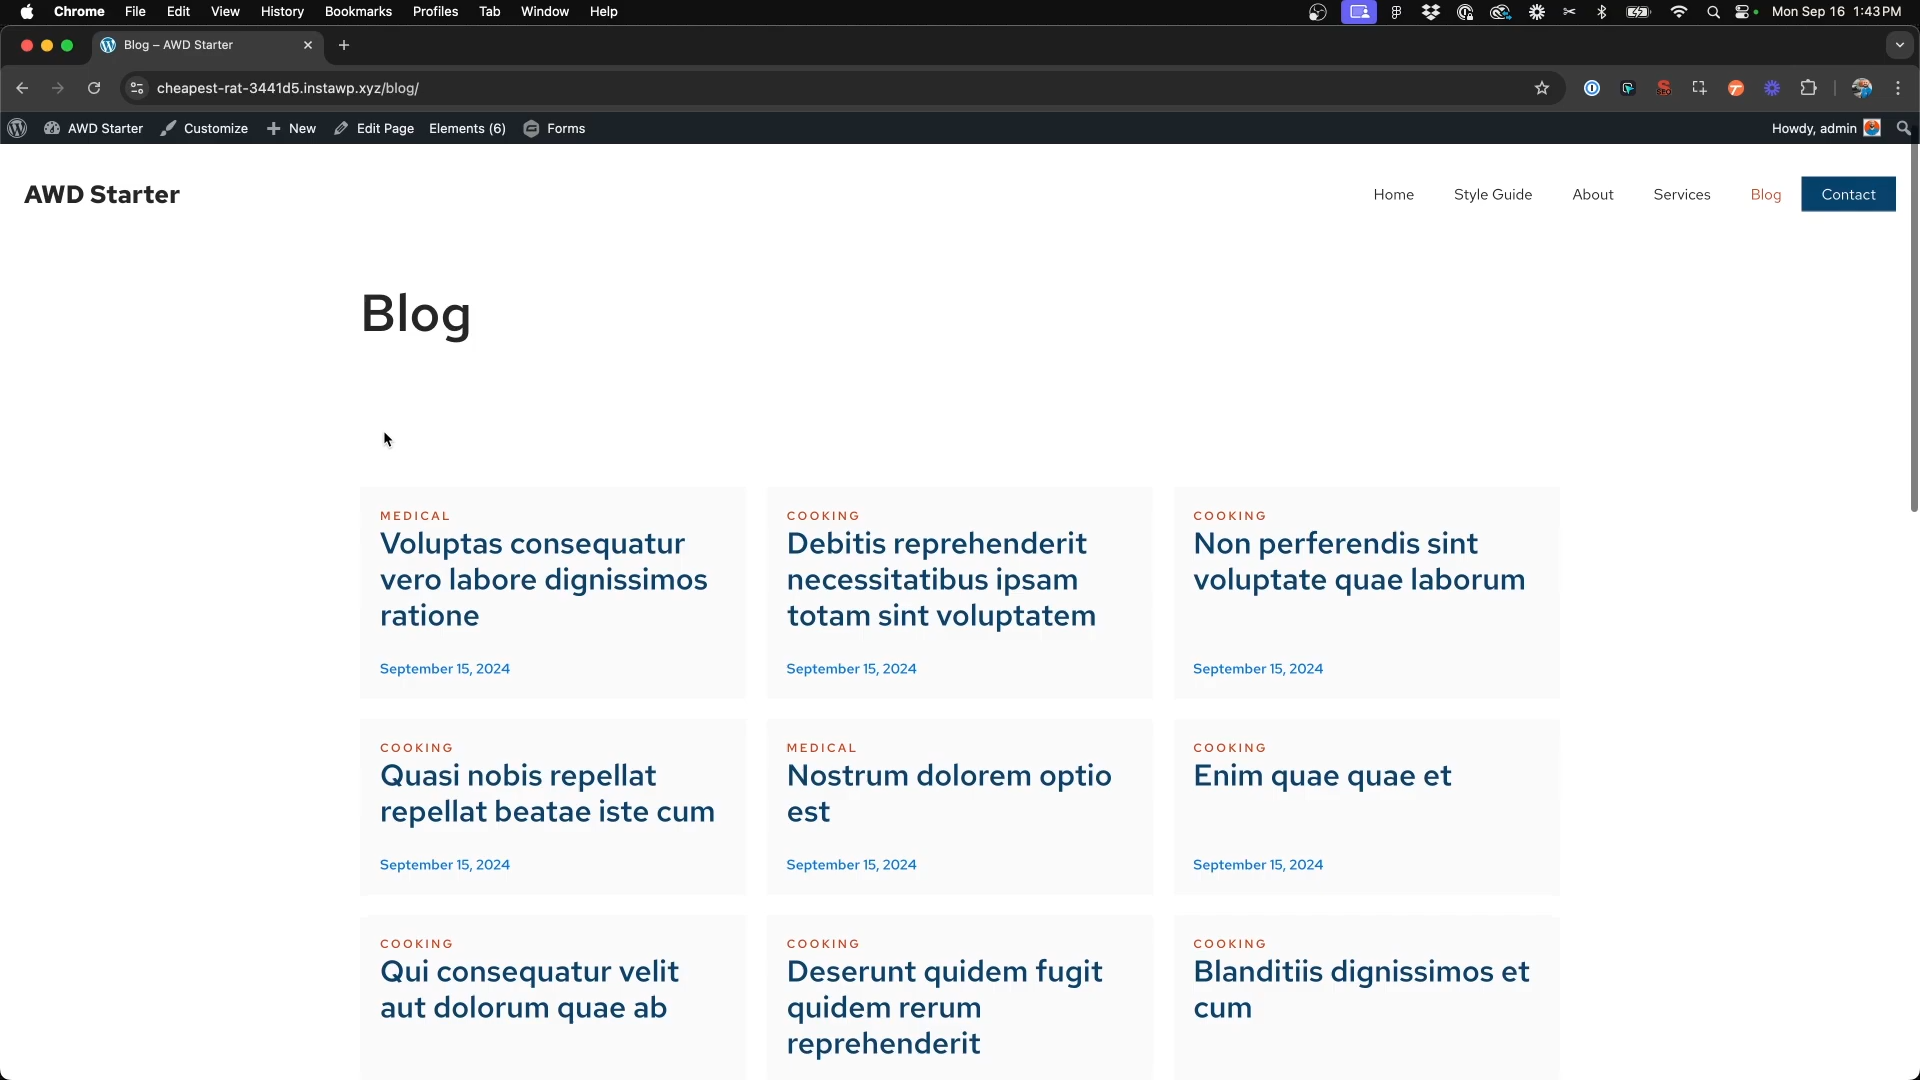 Chrome File Edit View History Bookmarks Profiles Tab Window Help Mon Sep 16 1:43 PM
Blog – AWD Starter
cheapest-rat-3441d5.instawp.xyz/blog/
AWD Starter Customize New Edit Page Elements (6) Forms Howdy, admin
AWD Starter Home Style Guide About Services Blog Contact
Blog
MEDICAL
Voluptas consequatur
vero labore dignissimos
ratione
September 15, 2024
COOKING
Debitis reprehenderit
necessitatibus ipsam
totam sint voluptatem
September 15, 2024
COOKING
Non perferendis sint
voluptate quae laborum
September 15, 2024
COOKING
Quasi nobis repellat
repellat beatae iste cum
September 15, 2024
MEDICAL
Nostrum dolorem optio
est
September 15, 2024
COOKING
Enim quae quae et
September 15, 2024
COOKING
Qui consequatur velit
aut dolorum quae ab
COOKING
Deserunt quidem fugit
quidem rerum
reprehenderit
COOKING
Blanditiis dignissimos et
cum